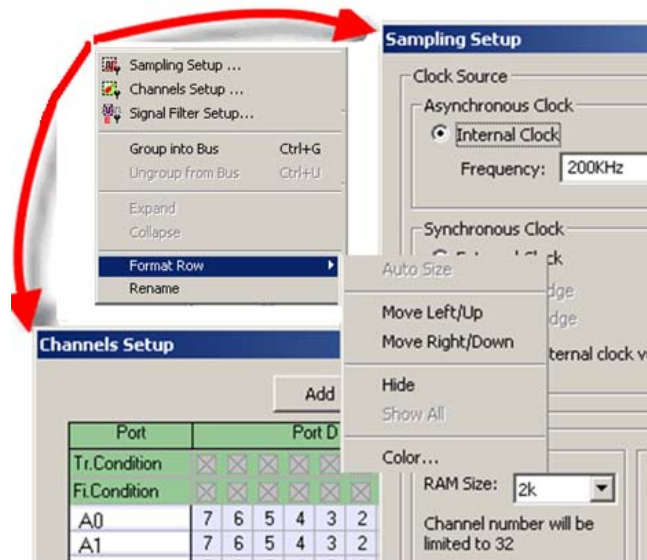 Sampling Setup ...
Channels Setup ...
Signal Filter Setup...
Group into Bus Ctrl+G
Ungroup from Bus Ctrl+U
Expand
Collapse
Format Row
Rename
Sampling Setup
Clock Source
Asynchronous Clock
Internal Clock
Frequency: 200KHz
Synchronous Clock
Auto Size
Move Left/Up
Move Right/Down
Hide
Show All
Color...
RAM Size: 2k
Channel number will be
limited to 32
Channels Setup
Add
Port Port D
Tr.Condition
Fi.Condition
A0 7 6 5 4 3 2
A1 7 6 5 4 3 2